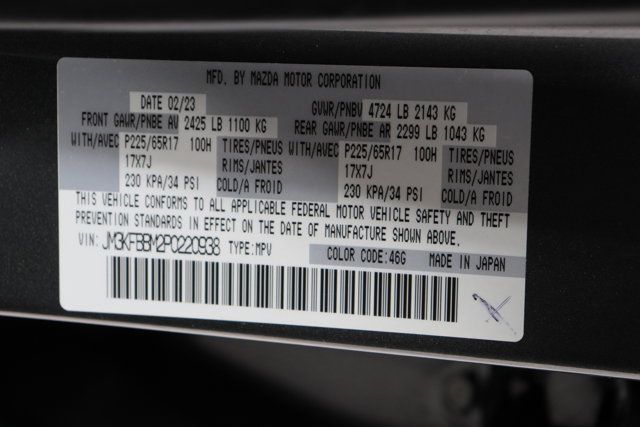 MFD. BY MAZDA MOTOR CORPORATION
DATE 02/23 GVWR/PNBV 4724 LB 2143 KG
FRONT GAWR/PNBE AV 2425 LB 1100 KG REAR GAWR/PNBE AR 2299 LB 1043 KG
WITH/AVEC P225/65R17 100H TIRES/PNEUS WITH/AVEC P225/65R17 100H TIRES/PNEUS
17X7J RIMS/JANTES 17X7J RIMS/JANTES
230 KPA/34 PSI COLD/A FROID 230 KPA/34 PSI COLD/A FROID
THIS VEHICLE CONFORMS TO ALL APPLICABLE FEDERAL MOTOR VEHICLE SAFETY AND THEFT
PREVENTION STANDARDS IN EFFECT ON THE DATE OF MANUFACTURE SHOWN ABOVE.
VIN: JM3KFBBM2P0220938 TYPE: MPV COLOR CODE: 46G MADE IN JAPAN